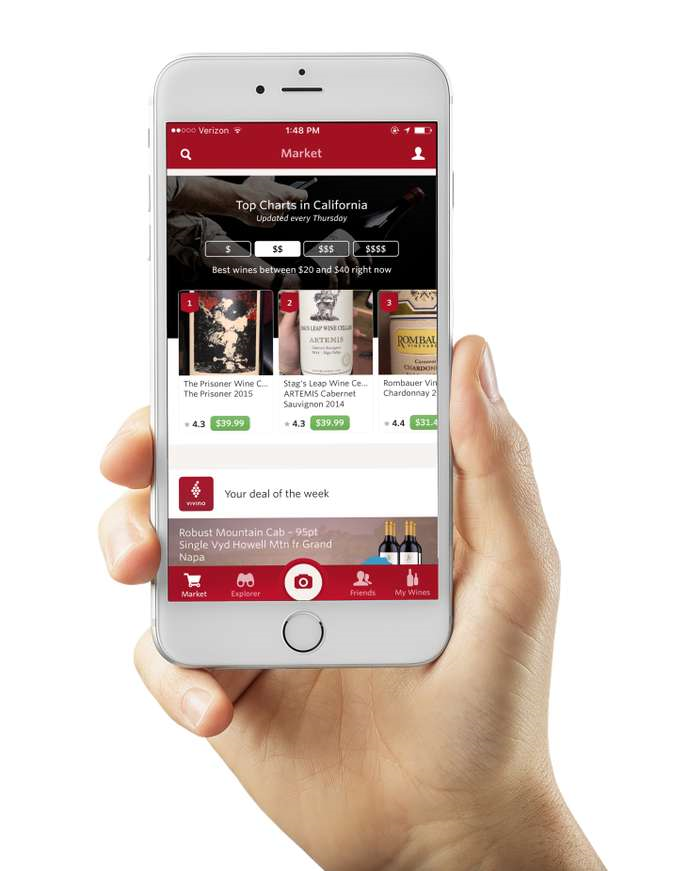 Verizon
1:48 PM
Market
Top Charts in California
Updated every Thursday
$ $$ $$$ $$$$
Best wines between $20 and $40 right now
1 2 3
STAG'S LEAP WINE CELLARS
ARTEMIS
ROMBAU
CHARDONNAY
The Prisoner Wine C...
The Prisoner 2015
4.3 $39.99
Stag's Leap Wine Ce...
ARTEMIS Cabernet
Sauvignon 2014
4.3 $39.99
Rombauer Vin
Chardonnay 2
4.4 $31.4
VIVINO
Your deal of the week
Robust Mountain Cab – 95pt
Single Vyd Howell Mtn fr Grand
Napa
Market Explorer Friends My Wines